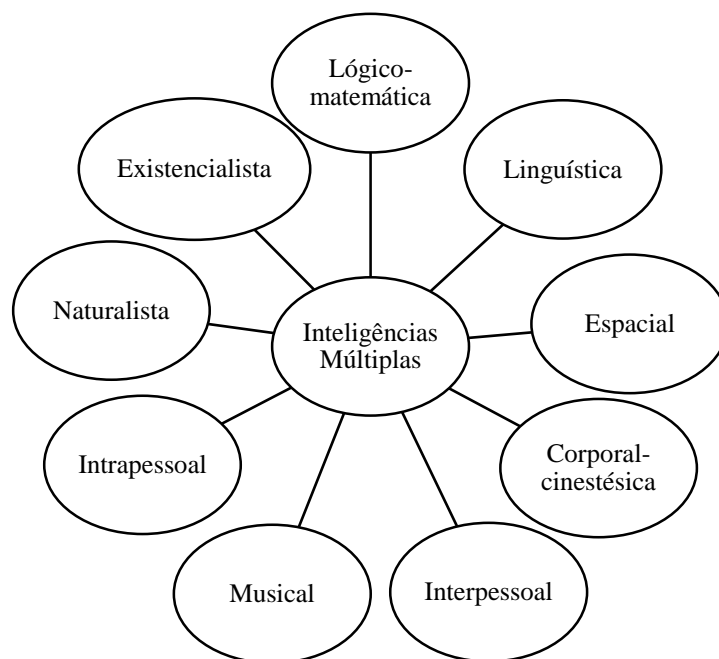 Lógico-
matemática
Existencialista
Linguística
Naturalista
Inteligências
Múltiplas
Espacial
Intrapessoal
Corporal-
cinestésica
Musical
Interpessoal